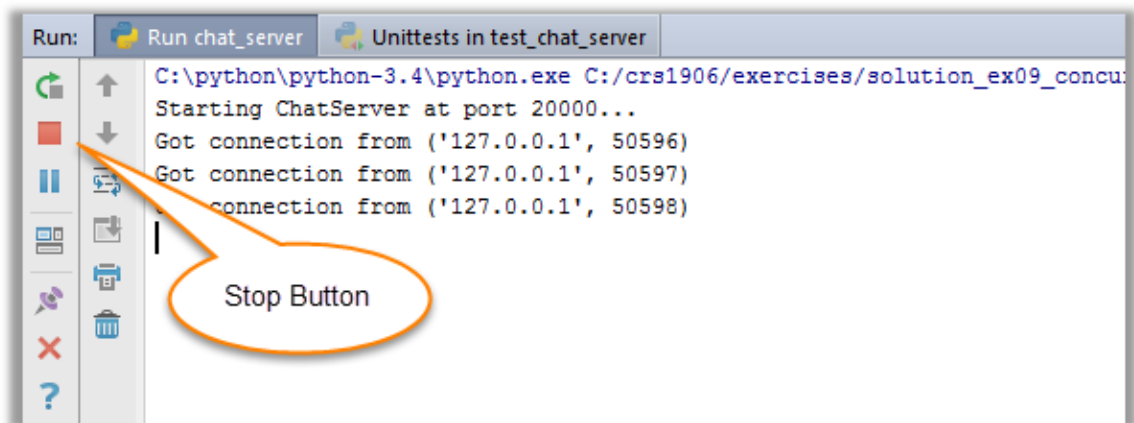 Run: Run chat_server Unittests in test_chat_server
C:\python\python-3.4\python.exe C:/crs1906/exercises/solution_ex09_concu
Starting ChatServer at port 20000...
Got connection from ('127.0.0.1', 50596)
Got connection from ('127.0.0.1', 50597)
connection from ('127.0.0.1', 50598)
Stop Button
?